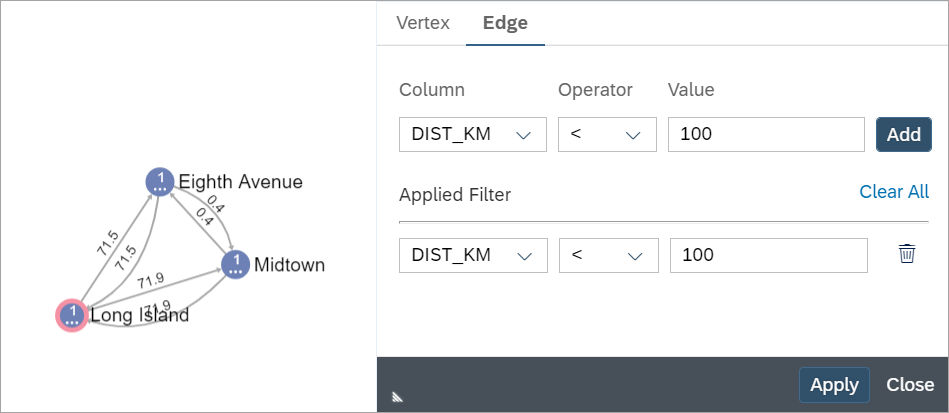 Vertex Edge
Column Operator Value
DIST_KM < 100 Add
Applied Filter Clear All
DIST_KM < 100
Apply Close
1 Eighth Avenue
0.4
0.4
71.5
71.5
1 Midtown
71.9
71.9
1 Long Island